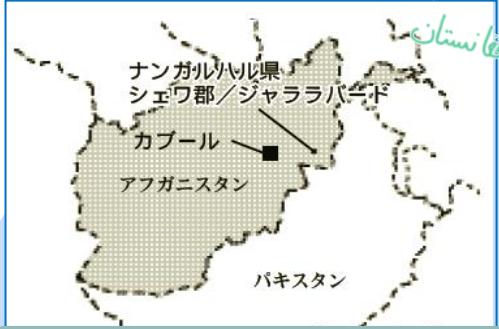 ナンガルハル県
シェワ郡／ジャララバード
カブール
アフガニスタン
パキスタン